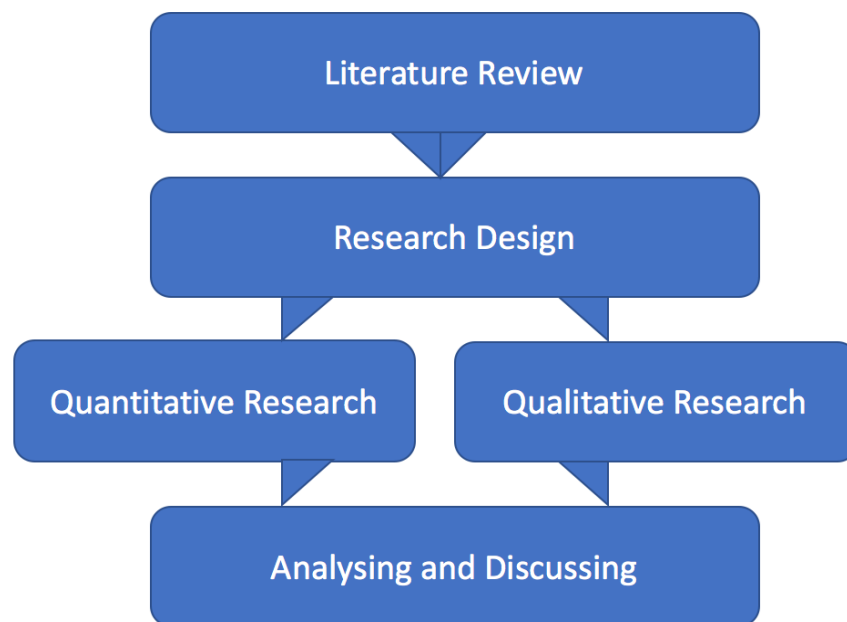 Literature Review
Research Design
Quantitative Research
Qualitative Research
Analysing and Discussing